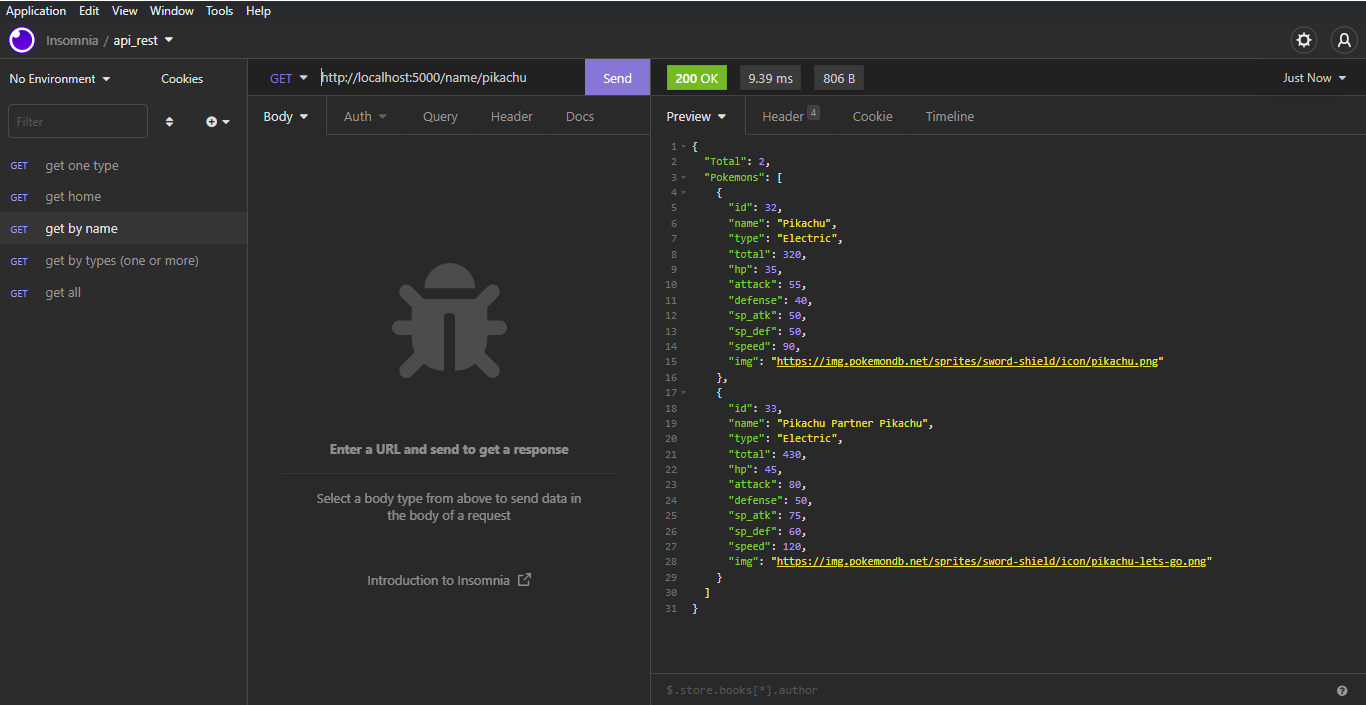 Application Edit View Window Tools Help
Insomnia / api_rest
No Environment Cookies
Filter
GET get one type
GET get home
GET get by name
GET get by types (one or more)
GET get all
GET http://localhost:5000/name/pikachu Send
Body Auth Query Header Docs
Enter a URL and send to get a response
Select a body type from above to send data in
the body of a request
Introduction to Insomnia
200 OK 9.39 ms 806 B Just Now
Preview Header 4 Cookie Timeline
1 {
2 "Total": 2,
3 "Pokemons": [
4 {
5 "id": 32,
6 "name": "Pikachu",
7 "type": "Electric",
8 "total": 320,
9 "hp": 35,
10 "attack": 55,
11 "defense": 40,
12 "sp_atk": 50,
13 "sp_def": 50,
14 "speed": 90,
15 "img": "https://img.pokemondb.net/sprites/sword-shield/icon/pikachu.png"
16 },
17 {
18 "id": 33,
19 "name": "Pikachu Partner Pikachu",
20 "type": "Electric",
21 "total": 430,
22 "hp": 45,
23 "attack": 80,
24 "defense": 50,
25 "sp_atk": 75,
26 "sp_def": 60,
27 "speed": 120,
28 "img": "https://img.pokemondb.net/sprites/sword-shield/icon/pikachu-lets-go.png"
29 }
30 ]
31 }
$.store.books[*].author ?